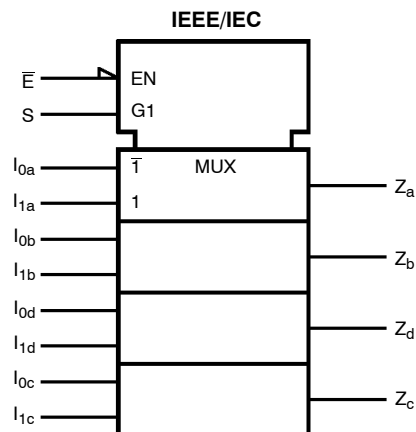 IEEE/IEC
E̅ EN
S G1
I0a 1̅ MUX
Za
I1a 1
I0b
Zb
I1b
I0d
Zd
I1d
I0c
Zc
I1c